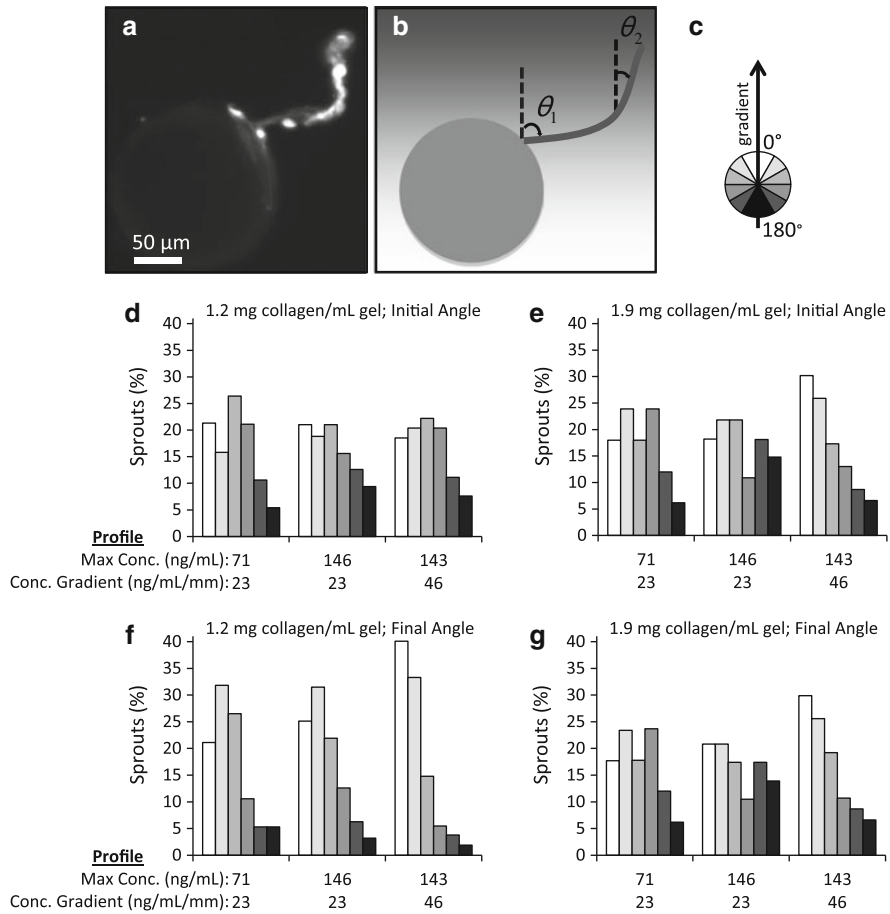 a
50 µm
b
θ1
θ2
c
gradient
0°
180°
d
1.2 mg collagen/mL gel; Initial Angle
Sprouts (%)
40
35
30
25
20
15
10
5
0
Profile
Max Conc. (ng/mL): 71 146 143
Conc. Gradient (ng/mL/mm): 23 23 46
e
1.9 mg collagen/mL gel; Initial Angle
Sprouts (%)
40
35
30
25
20
15
10
5
0
71 146 143
23 23 46
f
1.2 mg collagen/mL gel; Final Angle
Sprouts (%)
40
35
30
25
20
15
10
5
0
Profile
Max Conc. (ng/mL): 71 146 143
Conc. Gradient (ng/mL/mm): 23 23 46
g
1.9 mg collagen/mL gel; Final Angle
Sprouts (%)
40
35
30
25
20
15
10
5
0
71 146 143
23 23 46